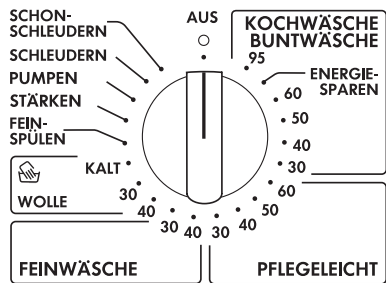 SCHON-
SCHLEUDERN
SCHLEUDERN
PUMPEN
STÄRKEN
FEIN-
SPÜLEN
KALT
30
WOLLE
40
AUS
KOCHWÄSCHE
BUNTWÄSCHE
95
ENERGIE-
SPAREN
60
50
40
30
60
50
40
30
PFLEGELEICHT
40
30
40
FEINWÄSCHE